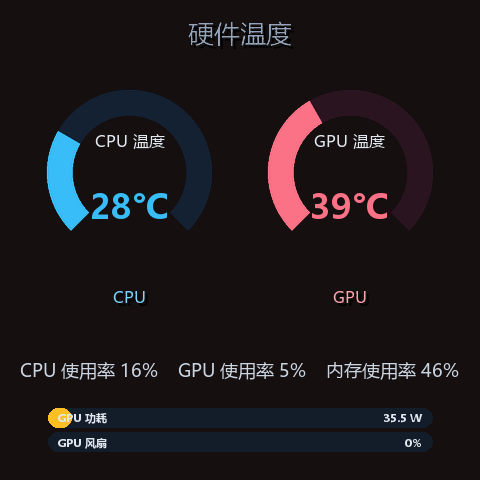 硬件温度
CPU 温度
GPU 温度
28°C
39°C
CPU
GPU
CPU 使用率 16%
GPU 使用率 5%
内存使用率 46%
GPU 功耗 35.5 W
GPU 风扇 0%